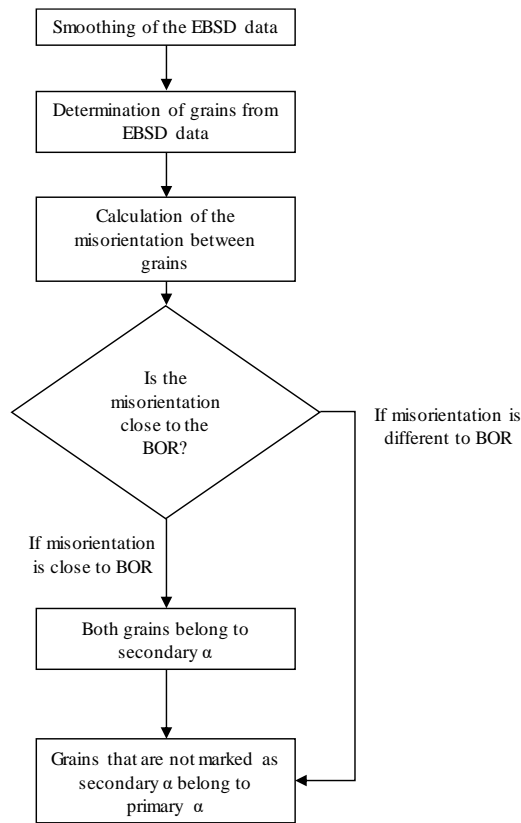 Smoothing of the EBSD data
Determination of grains from
EBSD data
Calculation of the
misorientation between
grains
Is the
misorientation
close to the
BOR?
If misorientation is
different to BOR
If misorientation
is close to BOR
Both grains belong to
secondary α
Grains that are not marked as
secondary α belong to
primary α